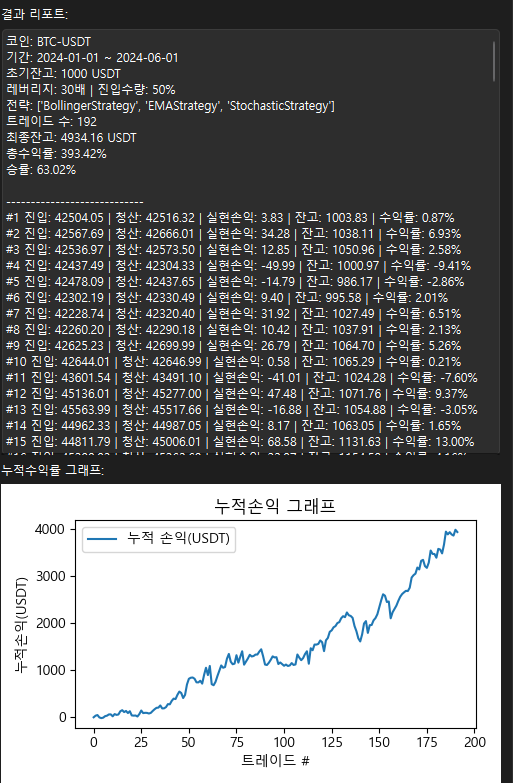 결과 리포트:
코인: BTC-USDT
기간: 2024-01-01 ~ 2024-06-01
초기잔고: 1000 USDT
레버리지: 30배 | 진입수량: 50%
전략: ['BollingerStrategy', 'EMAStrategy', 'StochasticStrategy']
트레이드 수: 192
최종잔고: 4934.16 USDT
총수익률: 393.42%
승률: 63.02%
----------------------------
#1 진입: 42504.05 | 청산: 42516.32 | 실현손익: 3.83 | 잔고: 1003.83 | 수익률: 0.87%
#2 진입: 42567.69 | 청산: 42666.01 | 실현손익: 34.28 | 잔고: 1038.11 | 수익률: 6.93%
#3 진입: 42536.97 | 청산: 42573.50 | 실현손익: 12.85 | 잔고: 1050.96 | 수익률: 2.58%
#4 진입: 42437.49 | 청산: 42304.33 | 실현손익: -49.99 | 잔고: 1000.97 | 수익률: -9.41%
#5 진입: 42478.09 | 청산: 42437.65 | 실현손익: -14.79 | 잔고: 986.17 | 수익률: -2.86%
#6 진입: 42302.19 | 청산: 42330.49 | 실현손익: 9.40 | 잔고: 995.58 | 수익률: 2.01%
#7 진입: 42228.74 | 청산: 42320.40 | 실현손익: 31.92 | 잔고: 1027.49 | 수익률: 6.51%
#8 진입: 42260.20 | 청산: 42290.18 | 실현손익: 10.42 | 잔고: 1037.91 | 수익률: 2.13%
#9 진입: 42625.23 | 청산: 42699.99 | 실현손익: 26.79 | 잔고: 1064.70 | 수익률: 5.26%
#10 진입: 42644.01 | 청산: 42646.99 | 실현손익: 0.58 | 잔고: 1065.29 | 수익률: 0.21%
#11 진입: 43601.54 | 청산: 43491.10 | 실현손익: -41.01 | 잔고: 1024.28 | 수익률: -7.60%
#12 진입: 45136.01 | 청산: 45277.00 | 실현손익: 47.48 | 잔고: 1071.76 | 수익률: 9.37%
#13 진입: 45563.99 | 청산: 45517.66 | 실현손익: -16.88 | 잔고: 1054.88 | 수익률: -3.05%
#14 진입: 44962.33 | 청산: 44987.05 | 실현손익: 8.17 | 잔고: 1063.05 | 수익률: 1.65%
#15 진입: 44811.79 | 청산: 45006.01 | 실현손익: 68.58 | 잔고: 1131.63 | 수익률: 13.00%
누적수익률 그래프:
누적손익 그래프
누적 손익(USDT)
누적손익(USDT)
4000
3000
2000
1000
0
0 25 50 75 100 125 150 175 200
트레이드 #